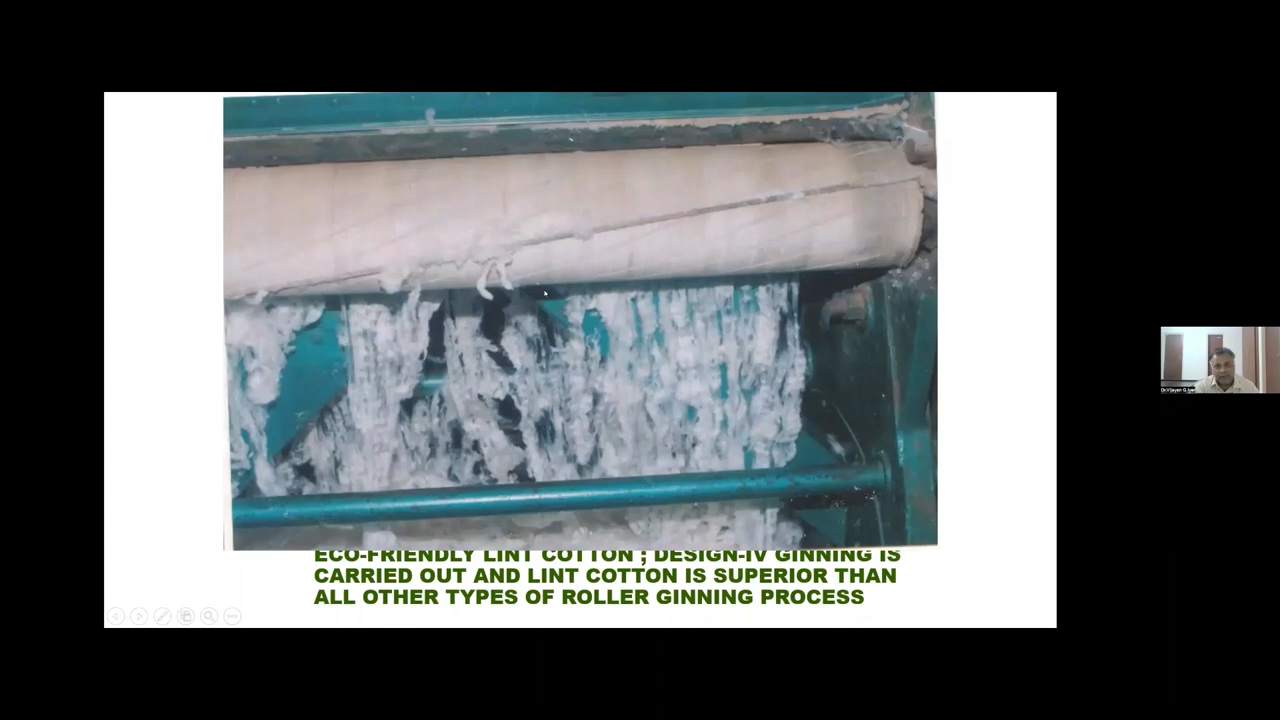 ECO-FRIENDLY LINT COTTON ; DESIGN-IV GINNING IS
CARRIED OUT AND LINT COTTON IS SUPERIOR THAN
ALL OTHER TYPES OF ROLLER GINNING PROCESS